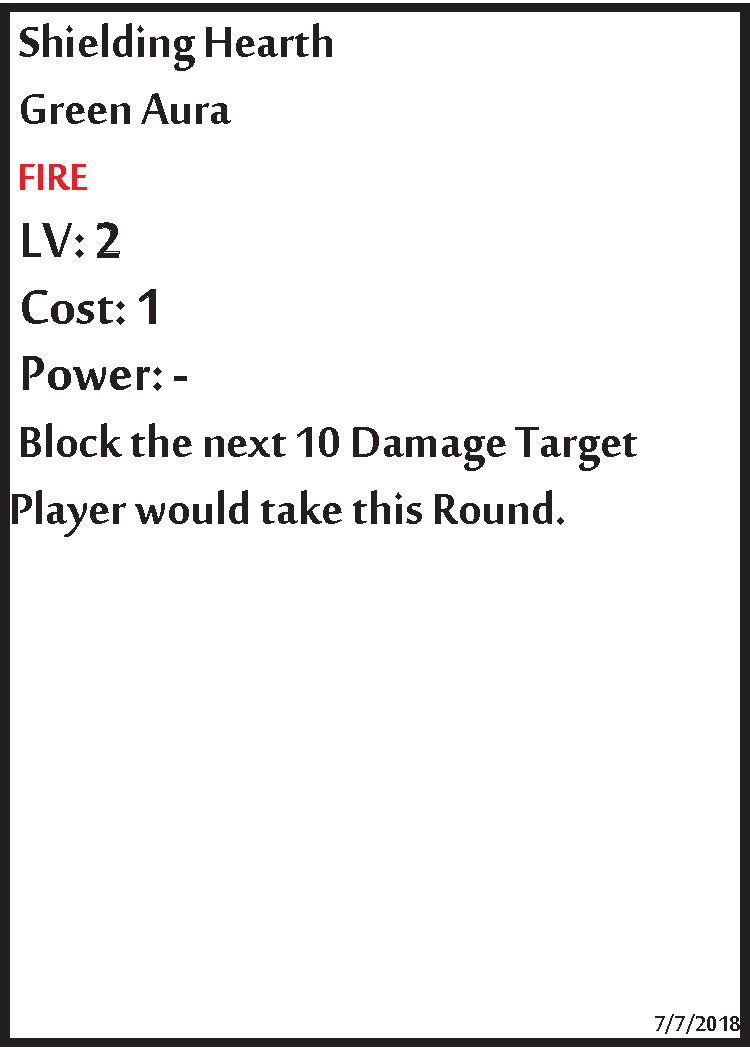 Shielding Hearth
Green Aura
FIRE
LV: 2
Cost: 1
Power: -
Block the next 10 Damage Target
Player would take this Round.
7/7/2018